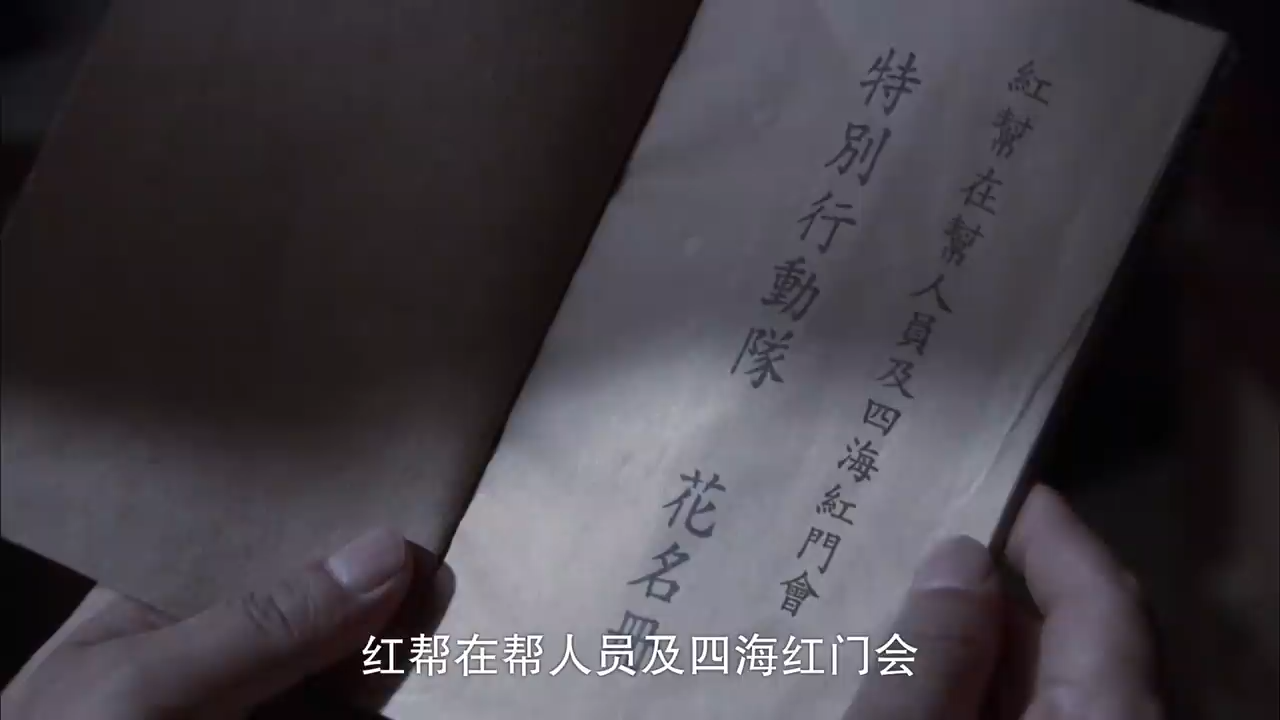 紅幫在幫人員及四海紅門會
特別行動隊 花名冊
红帮在帮人员及四海红门会